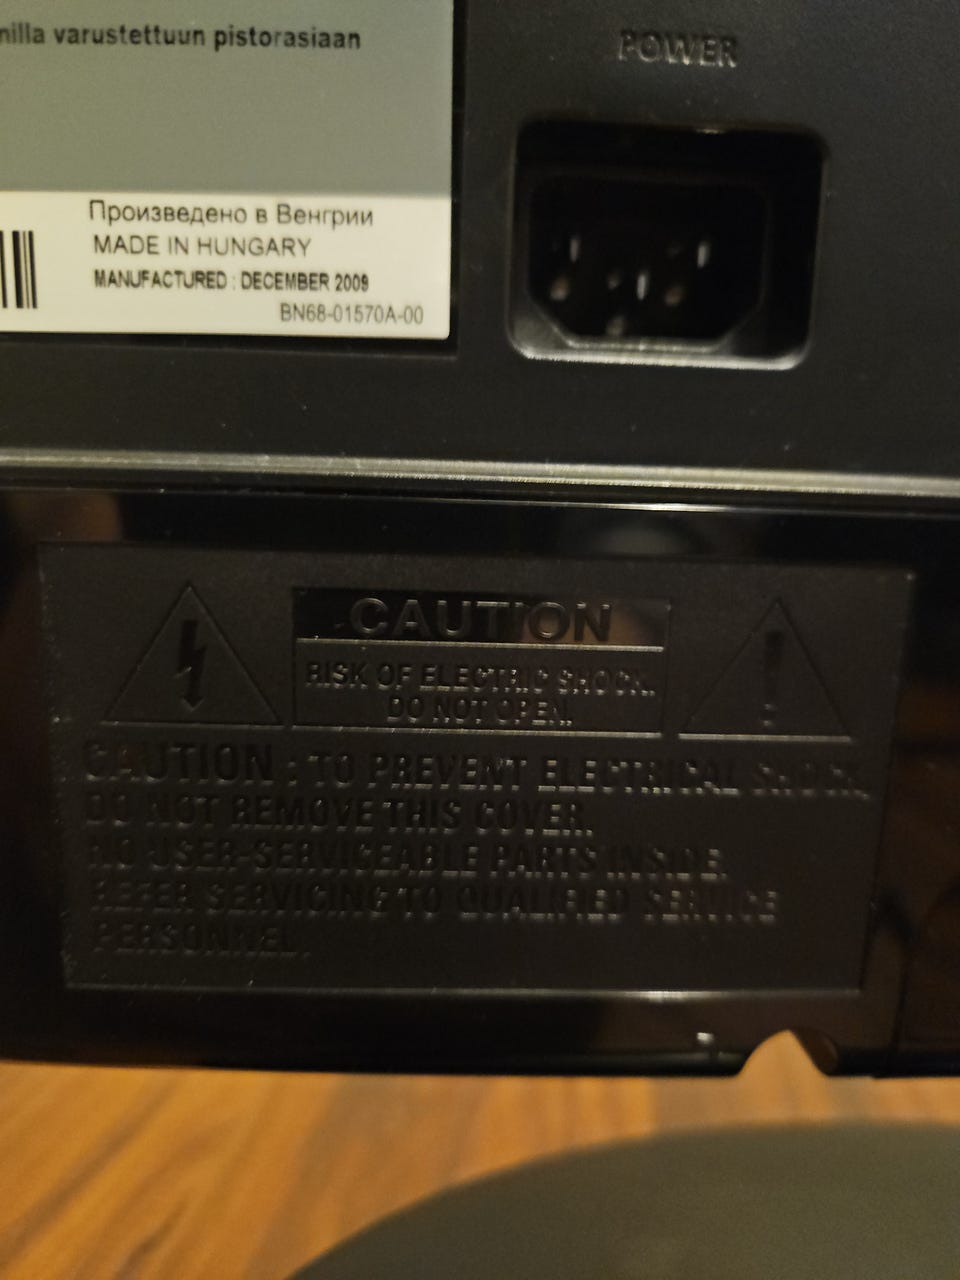 nilla varustettuun pistorasiaan
POWER
Произведено в Венгрии
MADE IN HUNGARY
MANUFACTURED : DECEMBER 2009
BN68-01570A-00
CAUTION
RISK OF ELECTRIC SHOCK.
DO NOT OPEN.
CAUTION : TO PREVENT ELECTRICAL SHOCK,
DO NOT REMOVE THIS COVER.
NO USER-SERVICEABLE PARTS INSIDE.
REFER SERVICING TO QUALIFIED SERVICE
PERSONNEL.